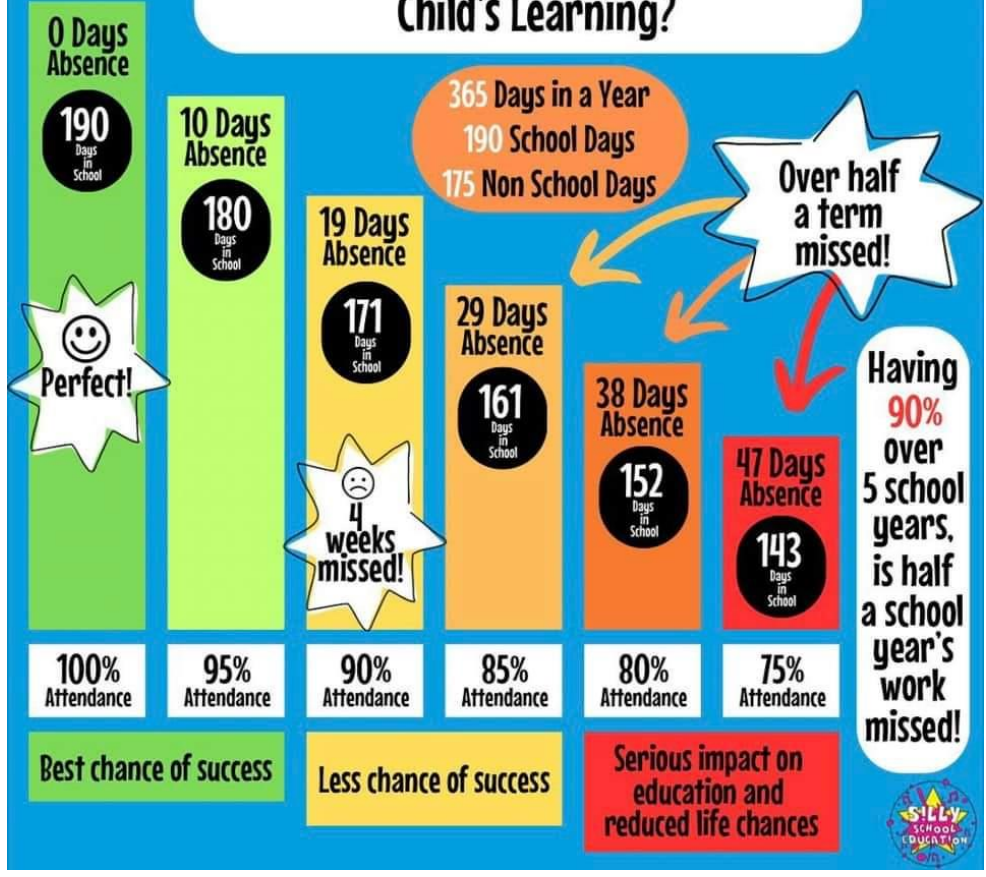 Child's Learning?
0 Days
Absence
190
Days
in
School
Perfect!
10 Days
Absence
180
Days
in
School
19 Days
Absence
171
Days
in
School
4
weeks
missed!
365 Days in a Year
190 School Days
175 Non School Days
29 Days
Absence
161
Days
in
School
38 Days
Absence
152
Days
in
School
Over half
a term
missed!
47 Days
Absence
143
Days
in
School
Having
90%
over
5 school
years,
is half
a school
year's
work
missed!
100%
Attendance
95%
Attendance
90%
Attendance
85%
Attendance
80%
Attendance
75%
Attendance
Best chance of success
Less chance of success
Serious impact on
education and
reduced life chances
S!LLY
SCHOOL
EDUCATION